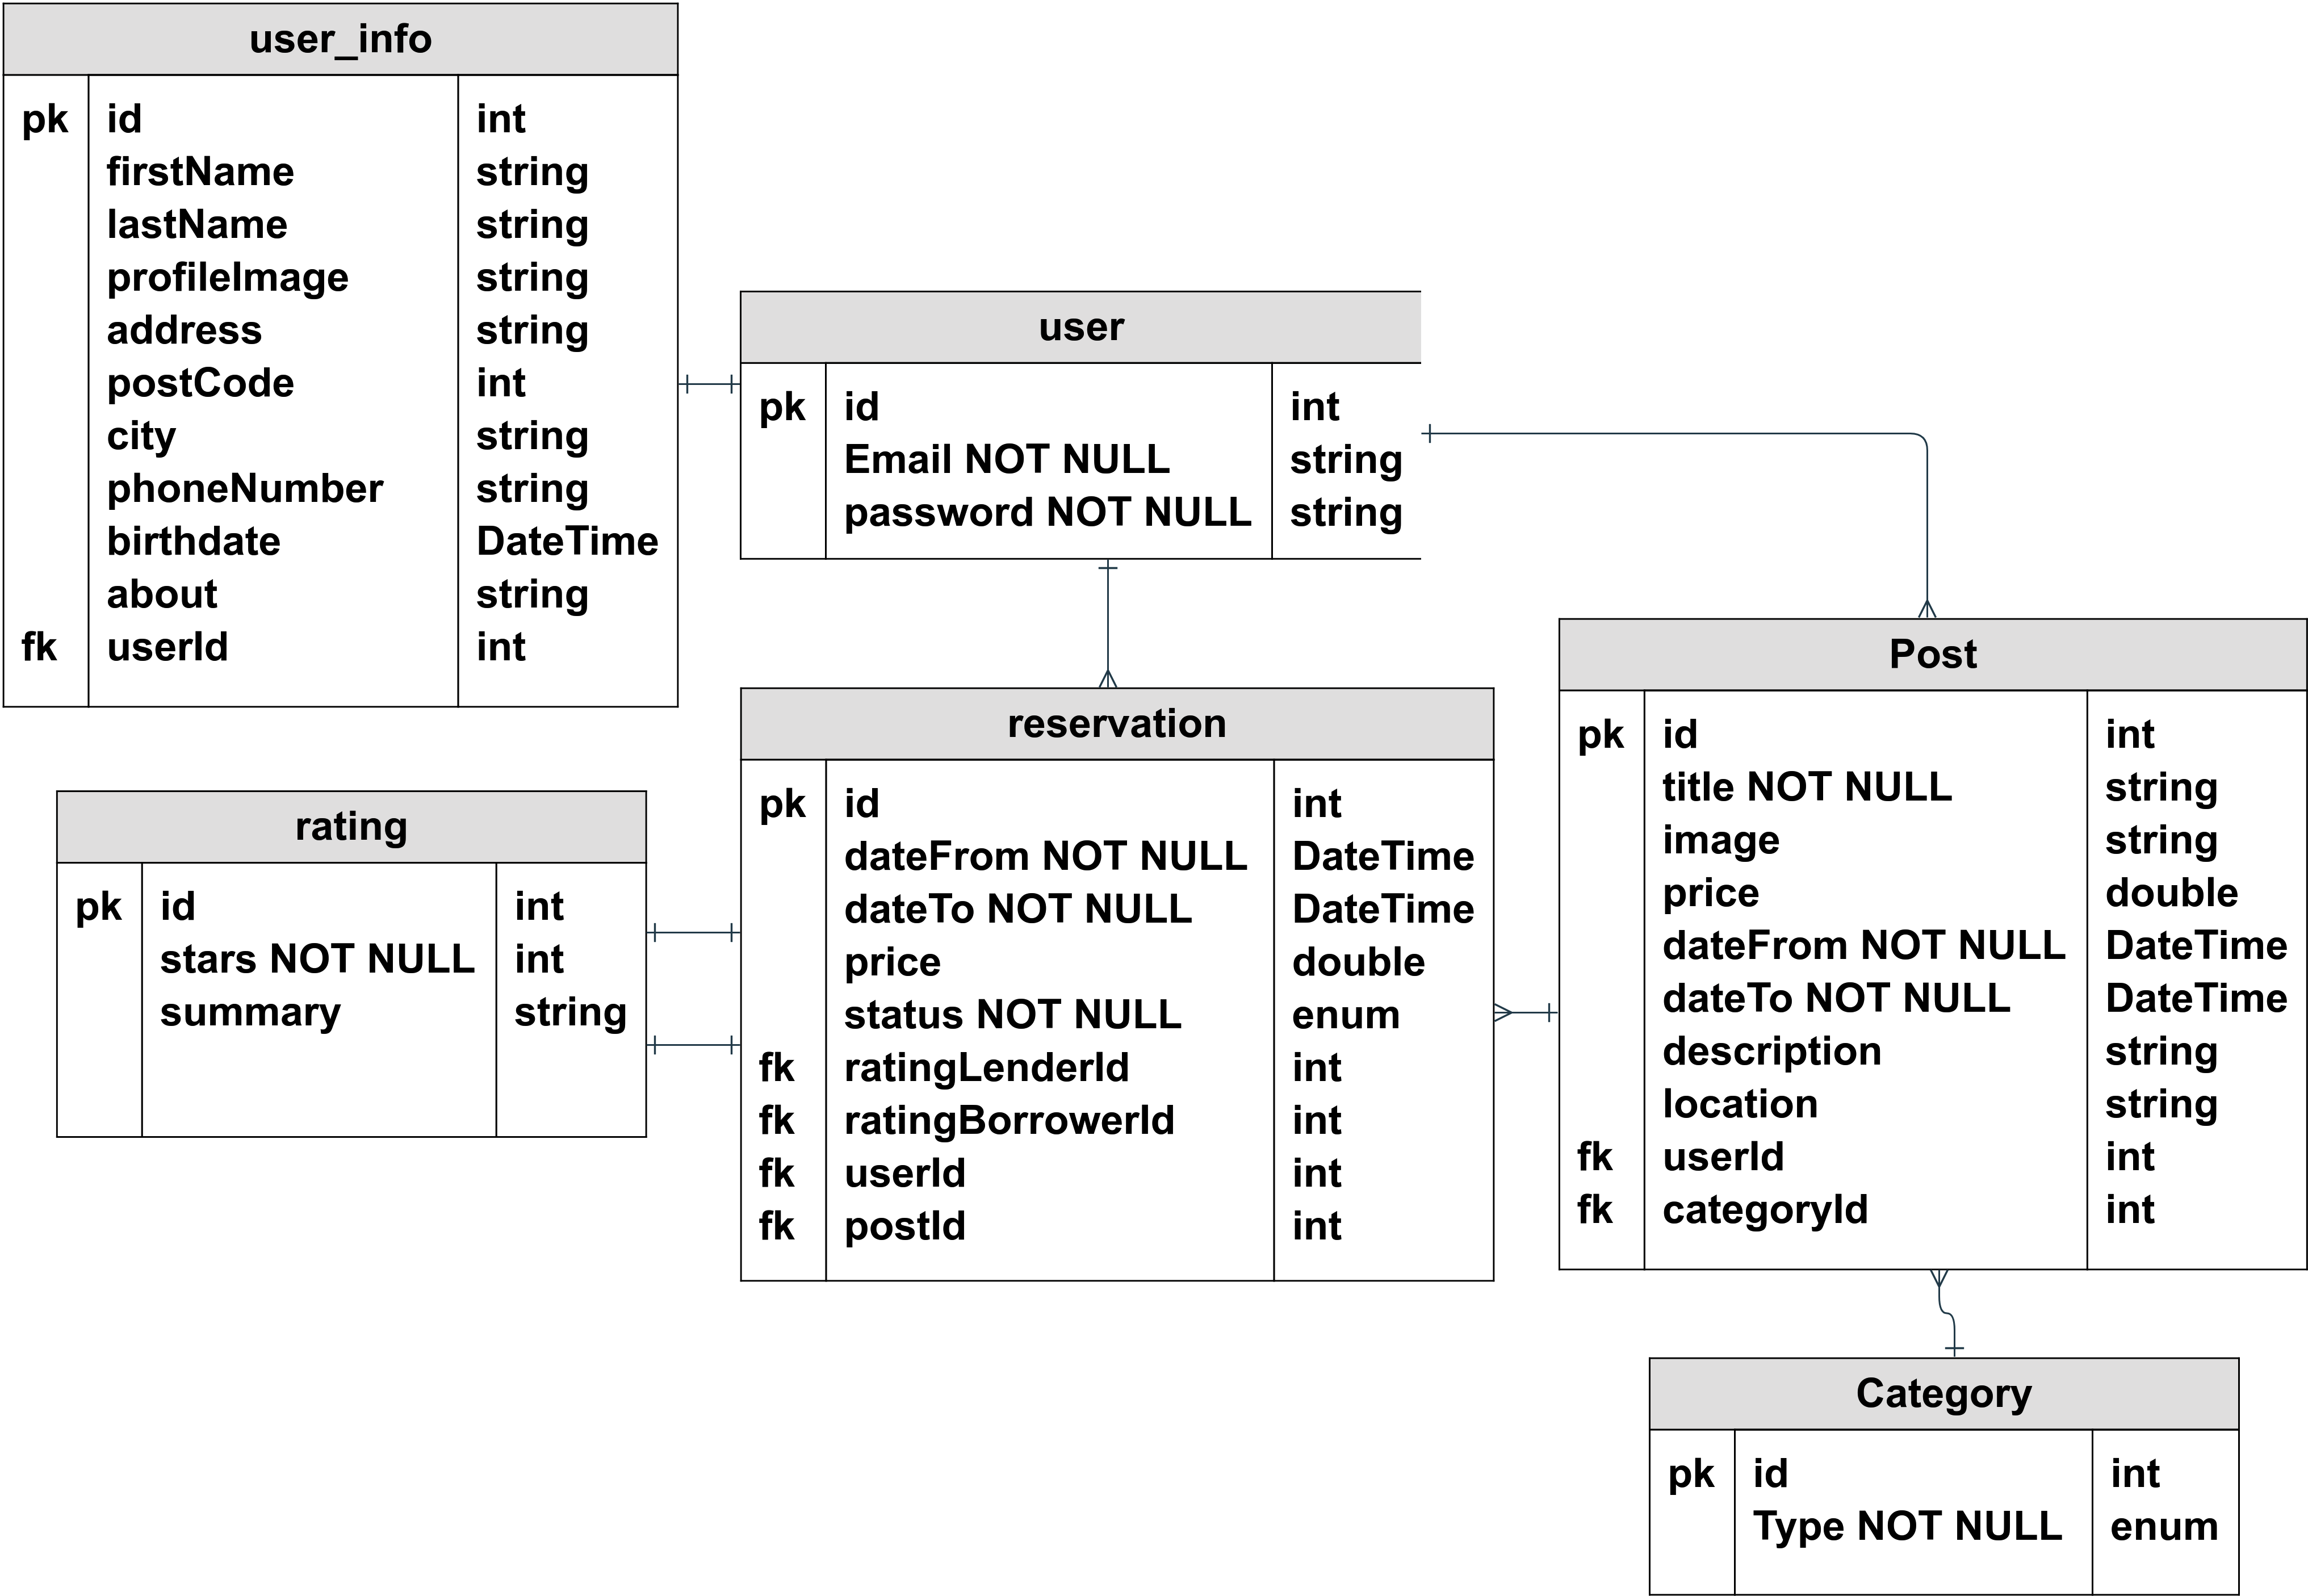 user_info
pk id int
firstName string
lastName string
profileImage string
address string
postCode int
city string
phoneNumber string
birthdate DateTime
about string
fk userId int
user
pk id int
Email NOT NULL string
password NOT NULL string
reservation
pk id int
dateFrom NOT NULL DateTime
dateTo NOT NULL DateTime
price double
status NOT NULL enum
fk ratingLenderId int
fk ratingBorrowerId int
fk userId int
fk postId int
rating
pk id int
stars NOT NULL int
summary string
Post
pk id int
title NOT NULL string
image string
price double
dateFrom NOT NULL DateTime
dateTo NOT NULL DateTime
description string
location string
fk userId int
fk categoryId int
Category
pk id int
Type NOT NULL enum